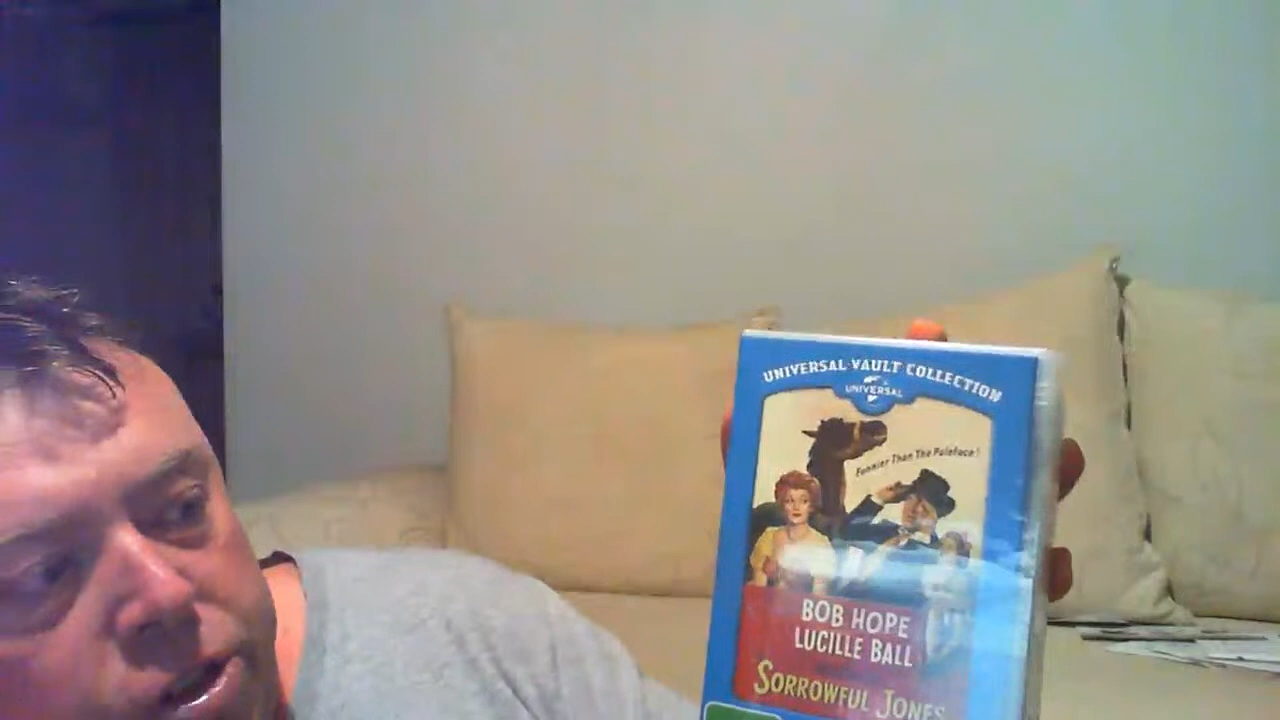 UNIVERSAL VAULT COLLECTION
UNIVERSAL
Funnier Than The Paleface!
BOB HOPE
LUCILLE BALL
SORROWFUL JONES